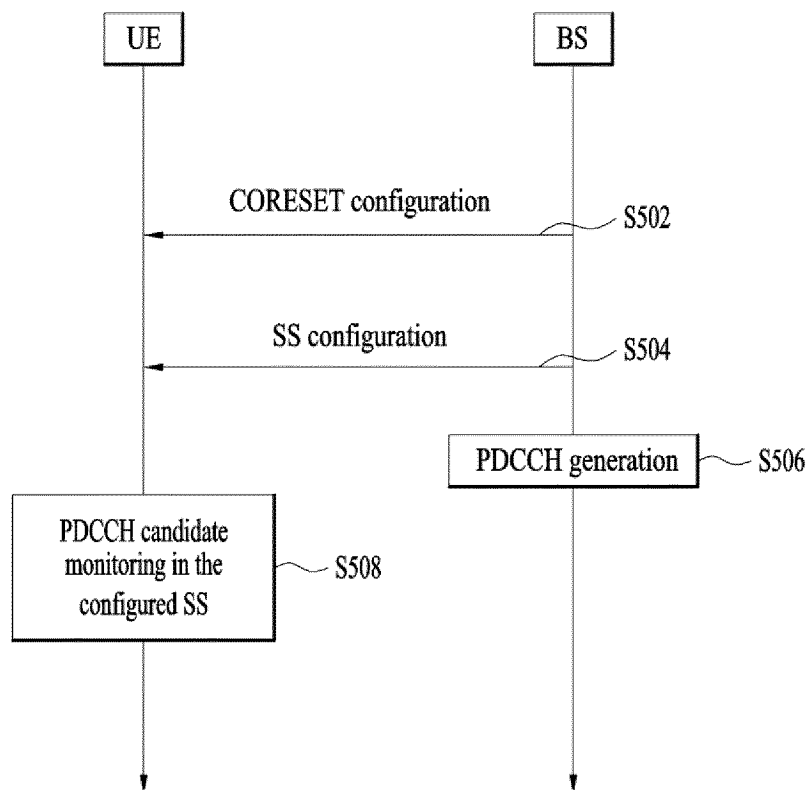 UE
BS
CORESET configuration
S502
SS configuration
S504
PDCCH generation
S506
PDCCH candidate
monitoring in the
configured SS
S508